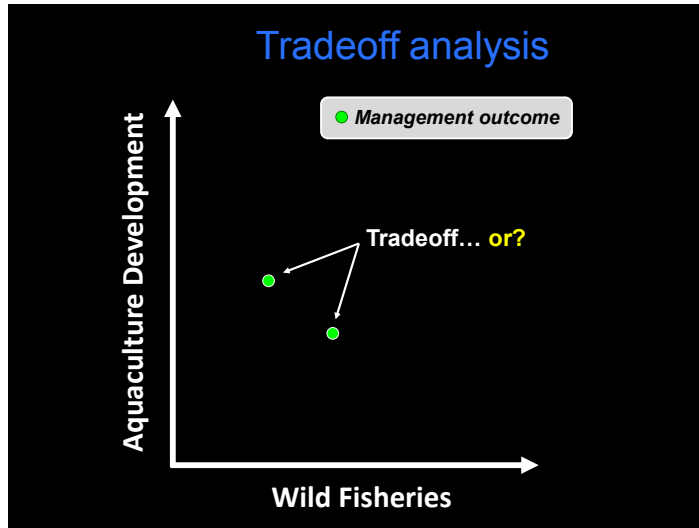 Tradeoff analysis
Management outcome
Aquaculture Development
Tradeoff... or?
Wild Fisheries